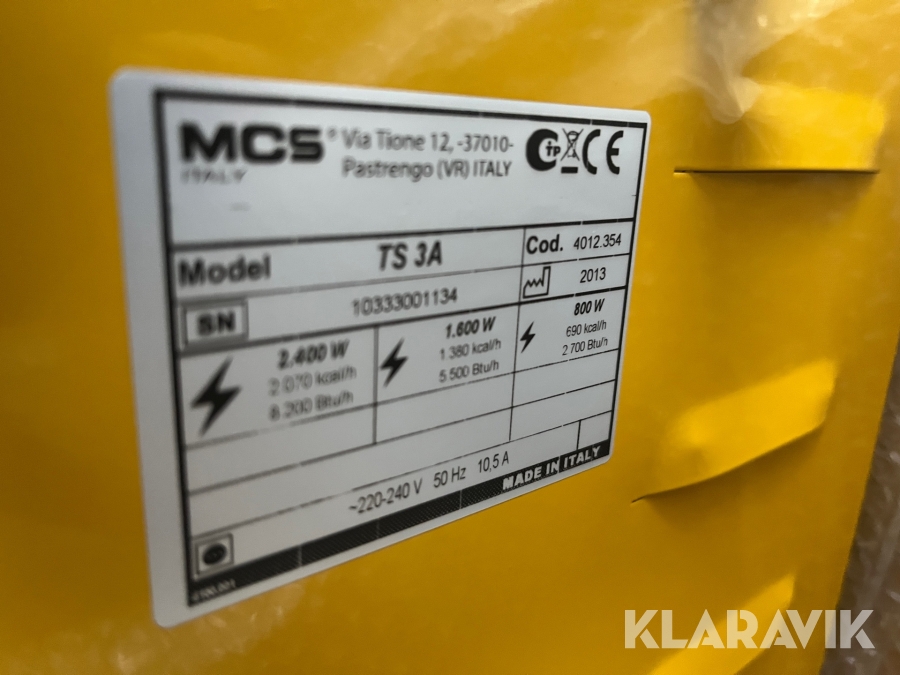 MCS® Via Tione 12, -37010-
ITALY Pastrengo (VR) ITALY
CE
Model TS 3A Cod. 4012.354
SN 10333001134 2013
2.400 W 1.600 W 800 W
2 070 kcal/h 1 380 kcal/h 690 kcal/h
8 200 Btu/h 5 500 Btu/h 2 700 Btu/h
~220-240 V 50 Hz 10,5 A
MADE IN ITALY
KLARAVIK